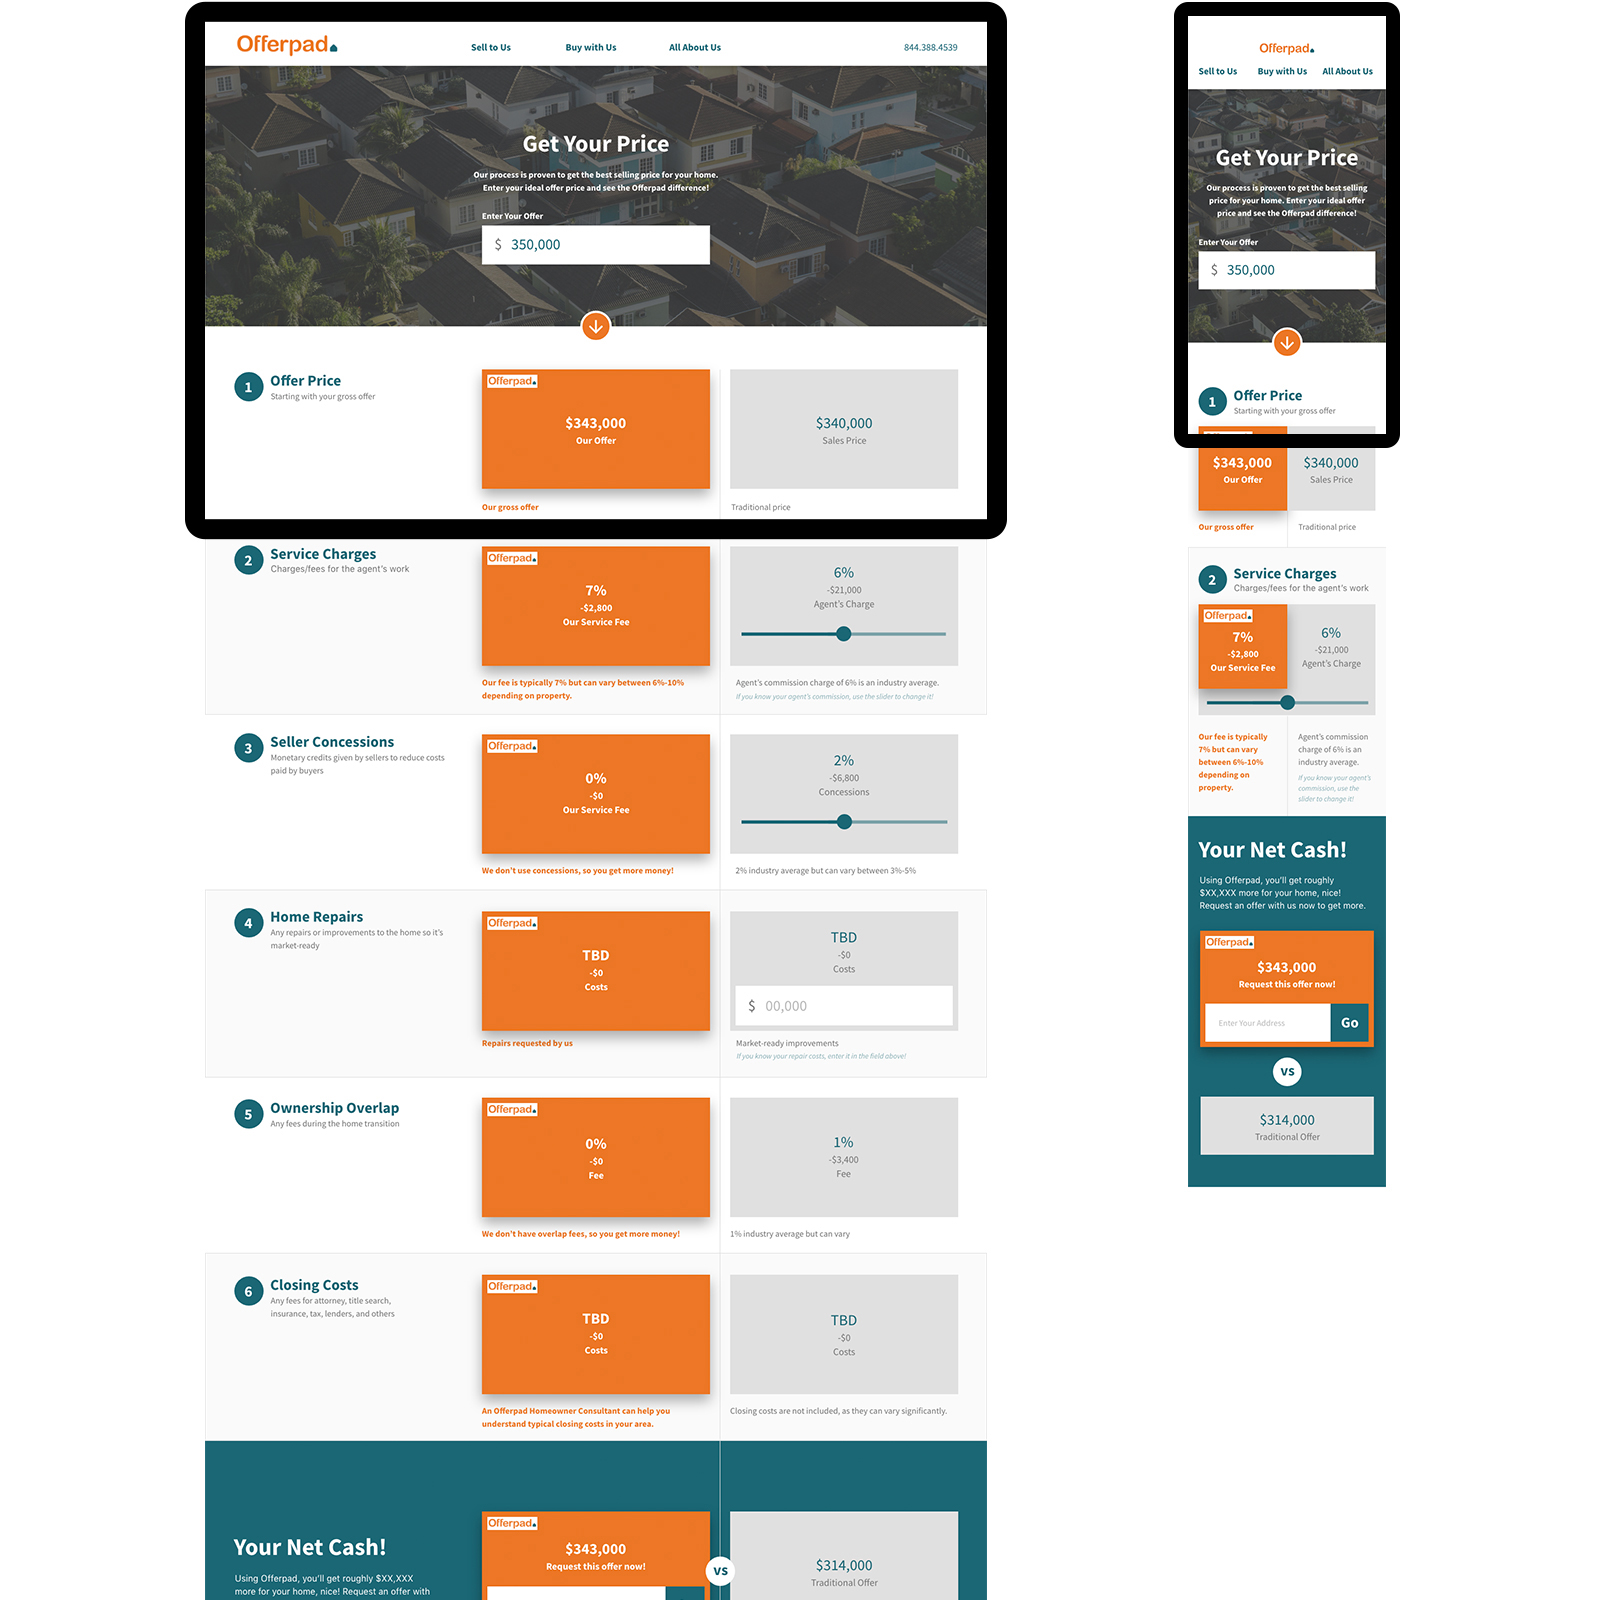 Offerpad.
Sell to Us
Buy with Us
All About Us
844.388.4539
Get Your Price
Our process is proven to get the best selling price for your home.
Enter your ideal offer price and see the Offerpad difference!
Enter Your Offer
$ 350,000
1
Offer Price
Starting with your gross offer
Offerpad.
$343,000
Our Offer
Our gross offer
$340,000
Sales Price
Traditional price
2
Service Charges
Charges/fees for the agent's work
Offerpad.
7%
-$2,800
Our Service Fee
Our fee is typically 7% but can vary between 6%-10%
depending on property.
6%
-$21,000
Agent's Charge
Agent's commission charge of 6% is an industry average.
If you know your agent's commission, use the slider to change it!
3
Seller Concessions
Monetary credits given by sellers to reduce costs
paid by buyers
Offerpad.
0%
-$0
Our Service Fee
We don't use concessions, so you get more money!
2%
-$6,800
Concessions
2% industry average but can vary between 3%-5%
4
Home Repairs
Any repairs or improvements to the home so it's
market-ready
Offerpad.
TBD
-$0
Costs
Repairs requested by us
TBD
-$0
Costs
$ 00,000
Market-ready improvements
If you know your repair costs, enter it in the field above!
5
Ownership Overlap
Any fees during the home transition
Offerpad.
0%
-$0
Fee
We don't have overlap fees, so you get more money!
1%
-$3,400
Fee
1% industry average but can vary
6
Closing Costs
Any fees for attorney, title search,
insurance, tax, lenders, and others
Offerpad.
TBD
-$0
Costs
An Offerpad Homeowner Consultant can help you
understand typical closing costs in your area.
TBD
-$0
Costs
Closing costs are not included, as they can vary significantly.
Your Net Cash!
Using Offerpad, you'll get roughly $XX,XXX
more for your home, nice! Request an offer with
Offerpad.
$343,000
Request this offer now!
VS
$314,000
Traditional Offer
Offerpad.
Sell to Us
Buy with Us
All About Us
Get Your Price
Our process is proven to get the best selling
price for your home. Enter your ideal offer
price and see the Offerpad difference!
Enter Your Offer
$ 350,000
1
Offer Price
Starting with your gross offer
$343,000
Our Offer
Our gross offer
$340,000
Sales Price
Traditional price
2
Service Charges
Charges/fees for the agent's work
Offerpad.
7%
-$2,800
Our Service Fee
6%
-$21,000
Agent's Charge
Our fee is typically
7% but can vary
between 6%-10%
depending on
property.
Agent's commission
charge of 6% is an
industry average.
If you know your agent's
commission, use the
slider to change it!
Your Net Cash!
Using Offerpad, you'll get roughly
$XX,XXX more for your home, nice!
Request an offer with us now to get more.
Offerpad.
$343,000
Request this offer now!
Enter Your Address
Go
VS
$314,000
Traditional Offer